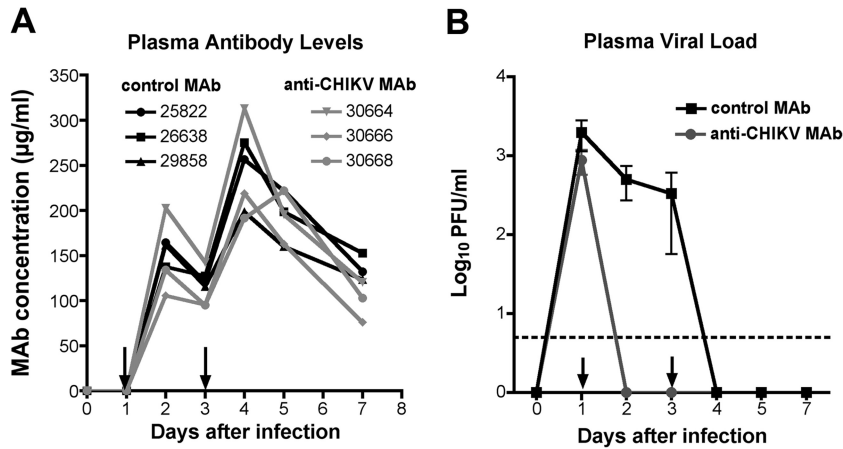 A
Plasma Antibody Levels
MAb concentration (µg/ml)
350
300
250
200
150
100
50
0
control MAb
25822
26638
29858
anti-CHIKV MAb
30664
30666
30668
0 1 2 3 4 5 6 7 8
Days after infection
B
Plasma Viral Load
Log10 PFU/ml
4
3
2
1
0
control MAb
anti-CHIKV MAb
0 1 2 3 4 5 7
Days after infection